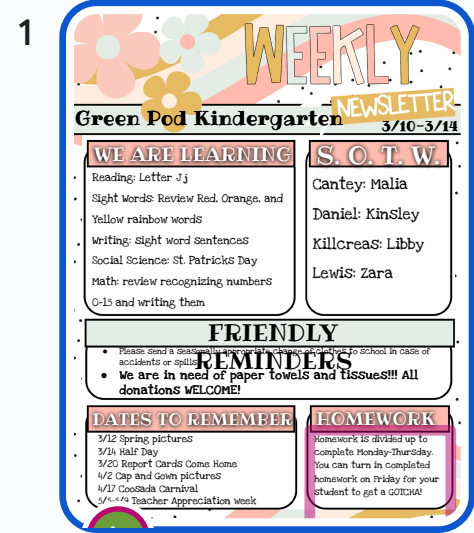 1
WEEKLY
NEWSLETTER
Green Pod Kindergarten
3/10-3/14
WE ARE LEARNING
Reading: Letter Jj
Sight Words: Review Red, Orange, and
Yellow rainbow words
Writing: sight word sentences
Social Science: St. Patricks Day
Math: review recognizing numbers
0-15 and writing them
S. O. T. W.
Cantey: Malia
Daniel: Kinsley
Killcreas: Libby
Lewis: Zara
FRIENDLY
REMINDERS
• Please send a seasonally appropriate change of clothes to school in case of
accidents or spills
• We are in need of paper towels and tissues!!! All
donations WELCOME!
DATES TO REMEMBER
3/12 Spring pictures
3/14 Half Day
3/20 Report Cards Come Home
4/2 Cap and Gown pictures
4/17 Coosada Carnival
5/5-5/9 Teacher Appreciation week
HOMEWORK
Homework is divided up to
complete Monday-Thursday.
You can turn in completed
homework on Friday for your
student to get a GOTCHA!